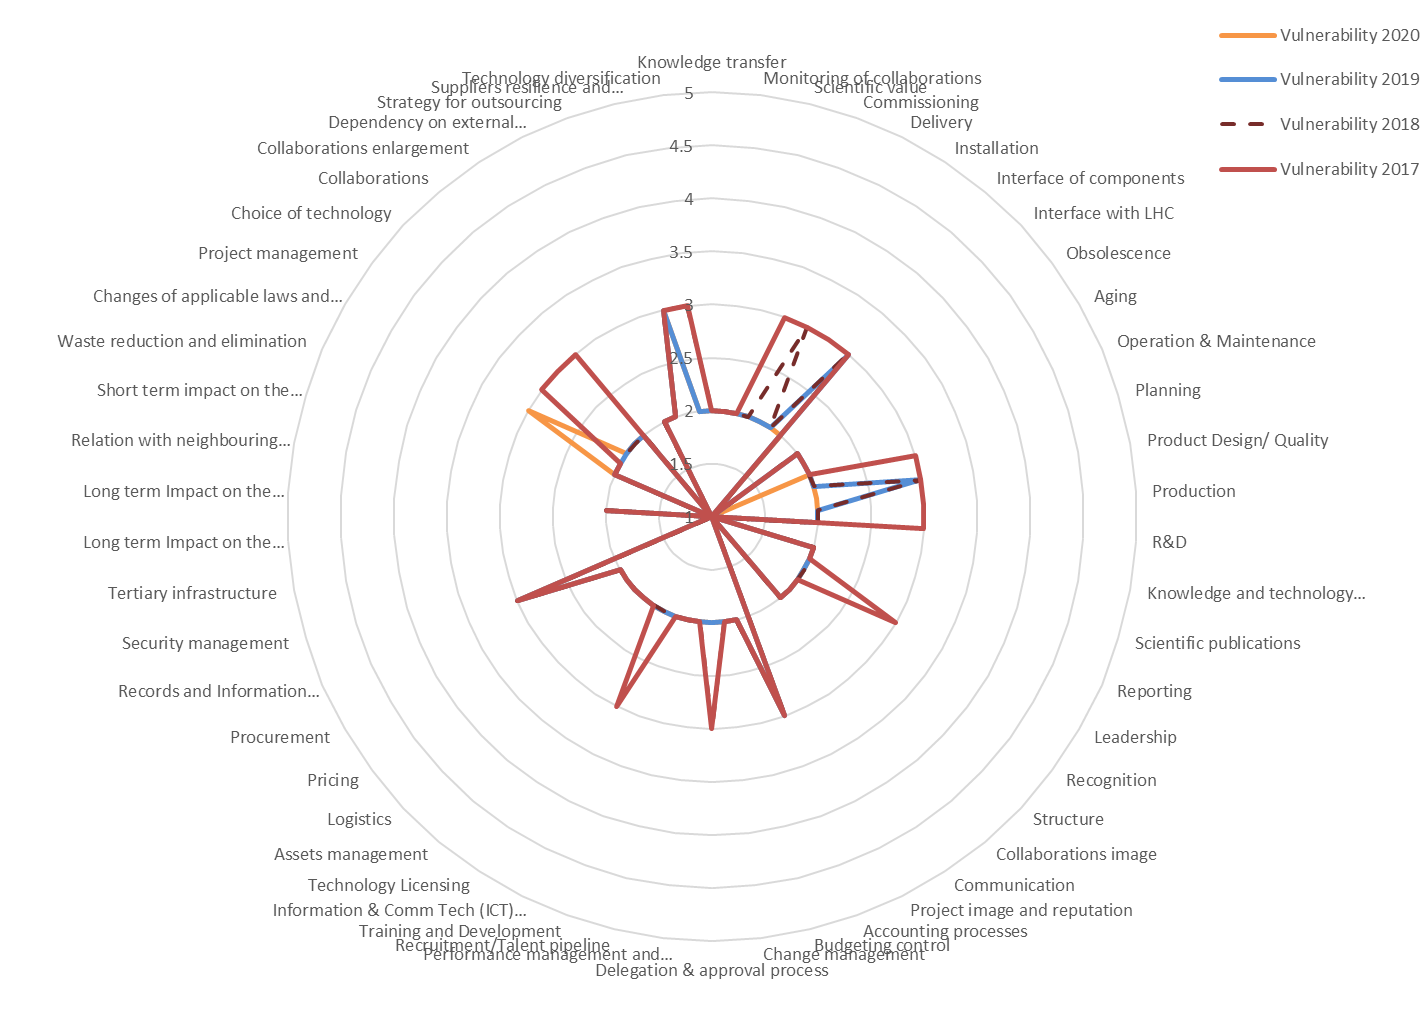 Vulnerability 2020
Vulnerability 2019
Vulnerability 2018
Vulnerability 2017
Knowledge transfer
Monitoring of collaborations
Scientific value
Commissioning
Delivery
Installation
Interface of components
Interface with LHC
Obsolescence
Aging
Operation & Maintenance
Planning
Product Design/ Quality
Production
R&D
Knowledge and technology...
Scientific publications
Reporting
Leadership
Recognition
Structure
Collaborations image
Communication
Project image and reputation
Accounting processes
Budgeting control
Change management
Delegation & approval process
Performance management and...
Recruitment/Talent pipeline
Training and Development
Information & Comm Tech (ICT)...
Technology Licensing
Assets management
Logistics
Pricing
Procurement
Records and Information...
Security management
Tertiary infrastructure
Long term Impact on the...
Long term Impact on the...
Relation with neighbouring...
Short term impact on the...
Waste reduction and elimination
Changes of applicable laws and...
Project management
Choice of technology
Collaborations
Collaborations enlargement
Dependency on external...
Strategy for outsourcing
Suppliers resilience and...
Technology diversification
5
4.5
4
3.5
3
2.5
2
1.5
1